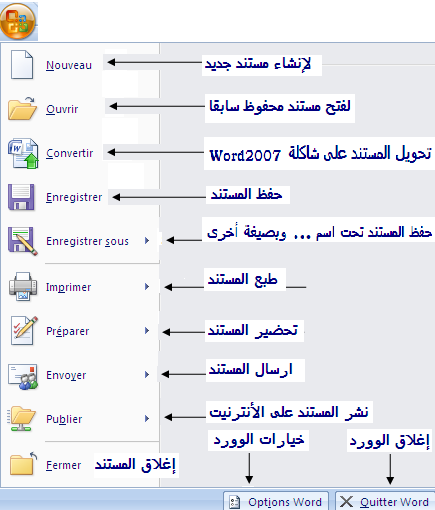 Nouveau لإنشاء مستند جديد
Ouvrir لفتح مستند محفوظ سابقا
Convertir تحويل المستند على شاكلة Word2007
Enregistrer حفظ المستند
Enregistrer sous حفظ المستند تحت اسم ... وبصيغة أخرى
Imprimer طبع المستند
Préparer تحضير المستند
Envoyer ارسال المستند
Publier نشر المستند على الأنترنيت
خيارات الوورد إغلاق الوورد
Fermer إغلاق المستند
Options Word Quitter Word